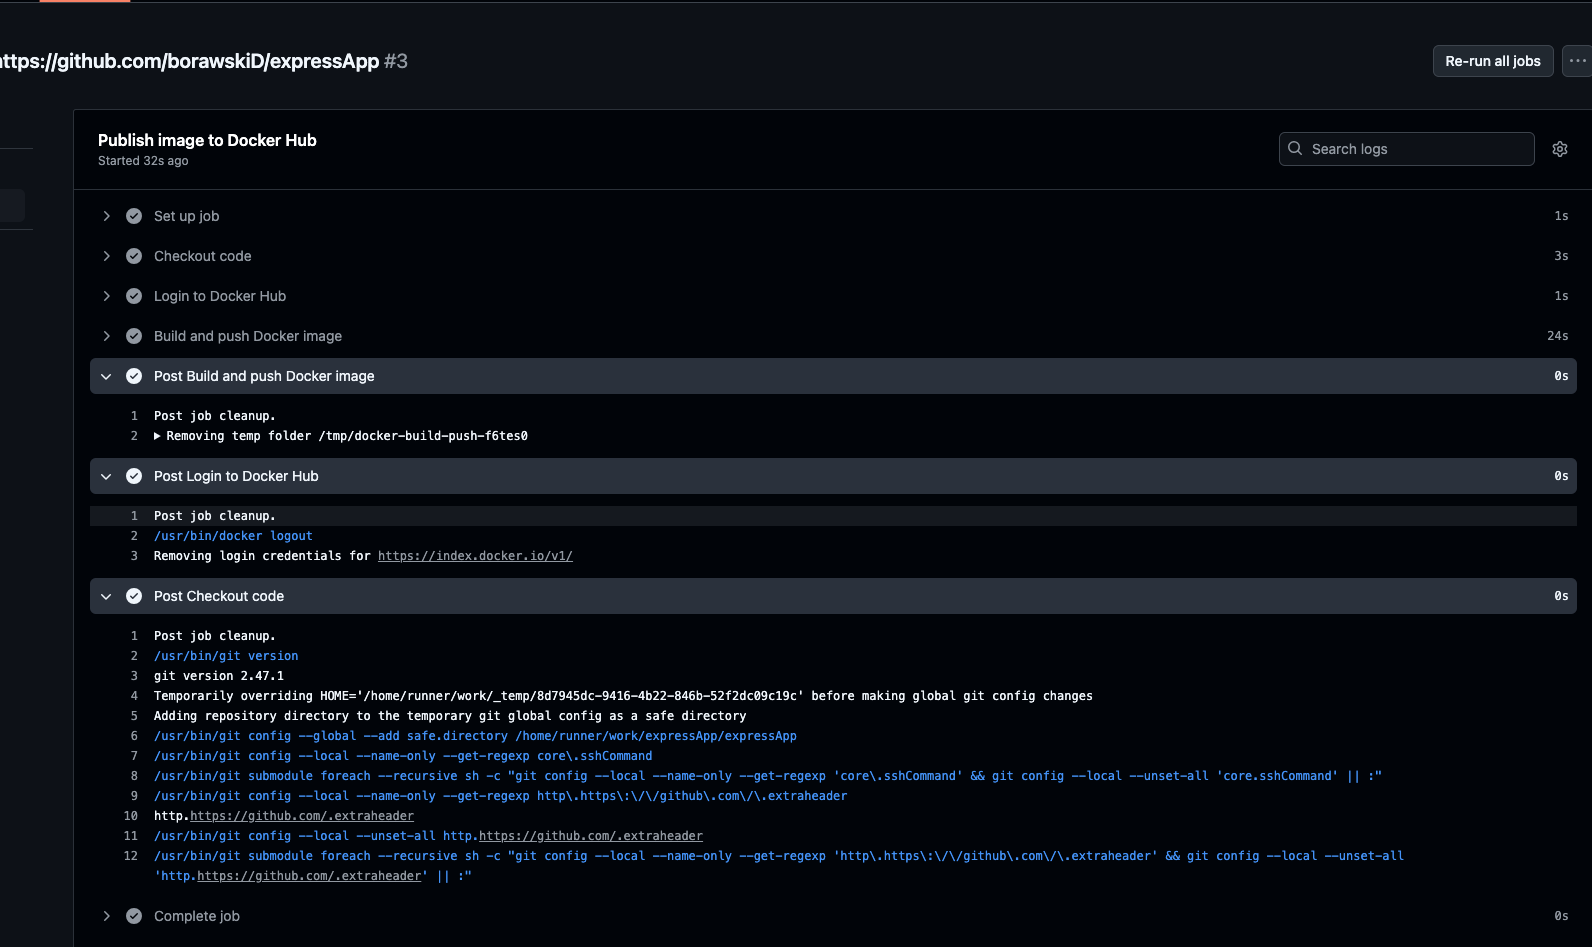 https://github.com/borawskiD/expressApp #3
Re-run all jobs
Publish image to Docker Hub
Started 32s ago
Search logs
Set up job 1s
Checkout code 3s
Login to Docker Hub 1s
Build and push Docker image 24s
Post Build and push Docker image 0s
1 Post job cleanup.
2 Removing temp folder /tmp/docker-build-push-f6tes0
Post Login to Docker Hub 0s
1 Post job cleanup.
2 /usr/bin/docker logout
3 Removing login credentials for https://index.docker.io/v1/
Post Checkout code 0s
1 Post job cleanup.
2 /usr/bin/git version
3 git version 2.47.1
4 Temporarily overriding HOME='/home/runner/work/_temp/8d7945dc-9416-4b22-846b-52f2dc09c19c' before making global git config changes
5 Adding repository directory to the temporary git global config as a safe directory
6 /usr/bin/git config --global --add safe.directory /home/runner/work/expressApp/expressApp
7 /usr/bin/git config --local --name-only --get-regexp core\.sshCommand
8 /usr/bin/git submodule foreach --recursive sh -c "git config --local --name-only --get-regexp 'core\.sshCommand' && git config --local --unset-all 'core.sshCommand' || :"
9 /usr/bin/git config --local --name-only --get-regexp http\.https\:\/\/github\.com\/\.extraheader
10 http.https://github.com/.extraheader
11 /usr/bin/git config --local --unset-all http.https://github.com/.extraheader
12 /usr/bin/git submodule foreach --recursive sh -c "git config --local --name-only --get-regexp 'http\.https\:\/\/github\.com\/\.extraheader' && git config --local --unset-all
'http.https://github.com/.extraheader' || :"
Complete job 0s